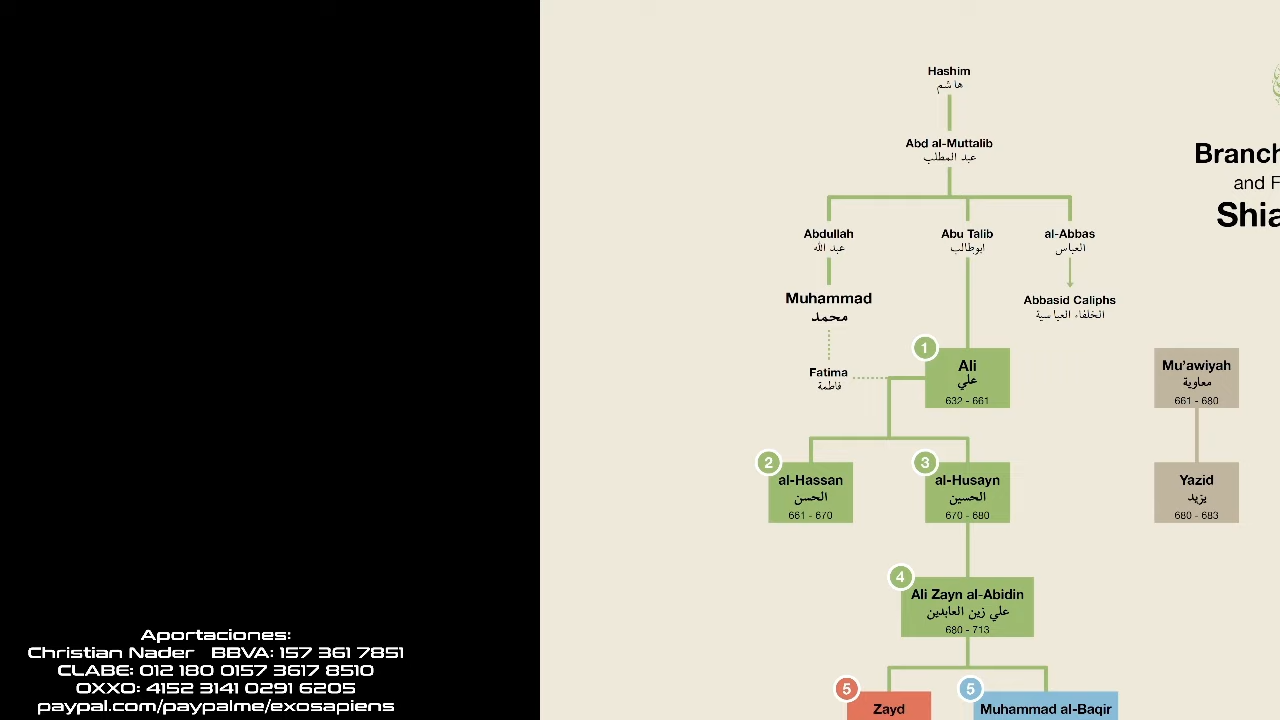 Hashim
هاشم
Abd al-Muttalib
عبد المطلب
Abdullah
عبد الله
Abu Talib
ابوطالب
al-Abbas
العباس
Muhammad
محمد
Abbasid Caliphs
الخلفاء العباسية
Branch
and F
Shia
Fatima
فاطمة
1
Ali
علي
632 - 661
Mu’awiyah
معاوية
661 - 680
2
al-Hassan
الحسن
661 - 670
3
al-Husayn
الحسين
670 - 680
Yazid
يزيد
680 - 683
4
Ali Zayn al-Abidin
علي زين العابدين
680 - 713
5
Zayd
5
Muhammad al-Baqir
Aportaciones:
Christian Nader BBVA: 157 361 7851
CLABE: 012 180 0157 3617 8510
OXXO: 4152 3141 0291 6205
paypal.com/paypalme/exosapiens